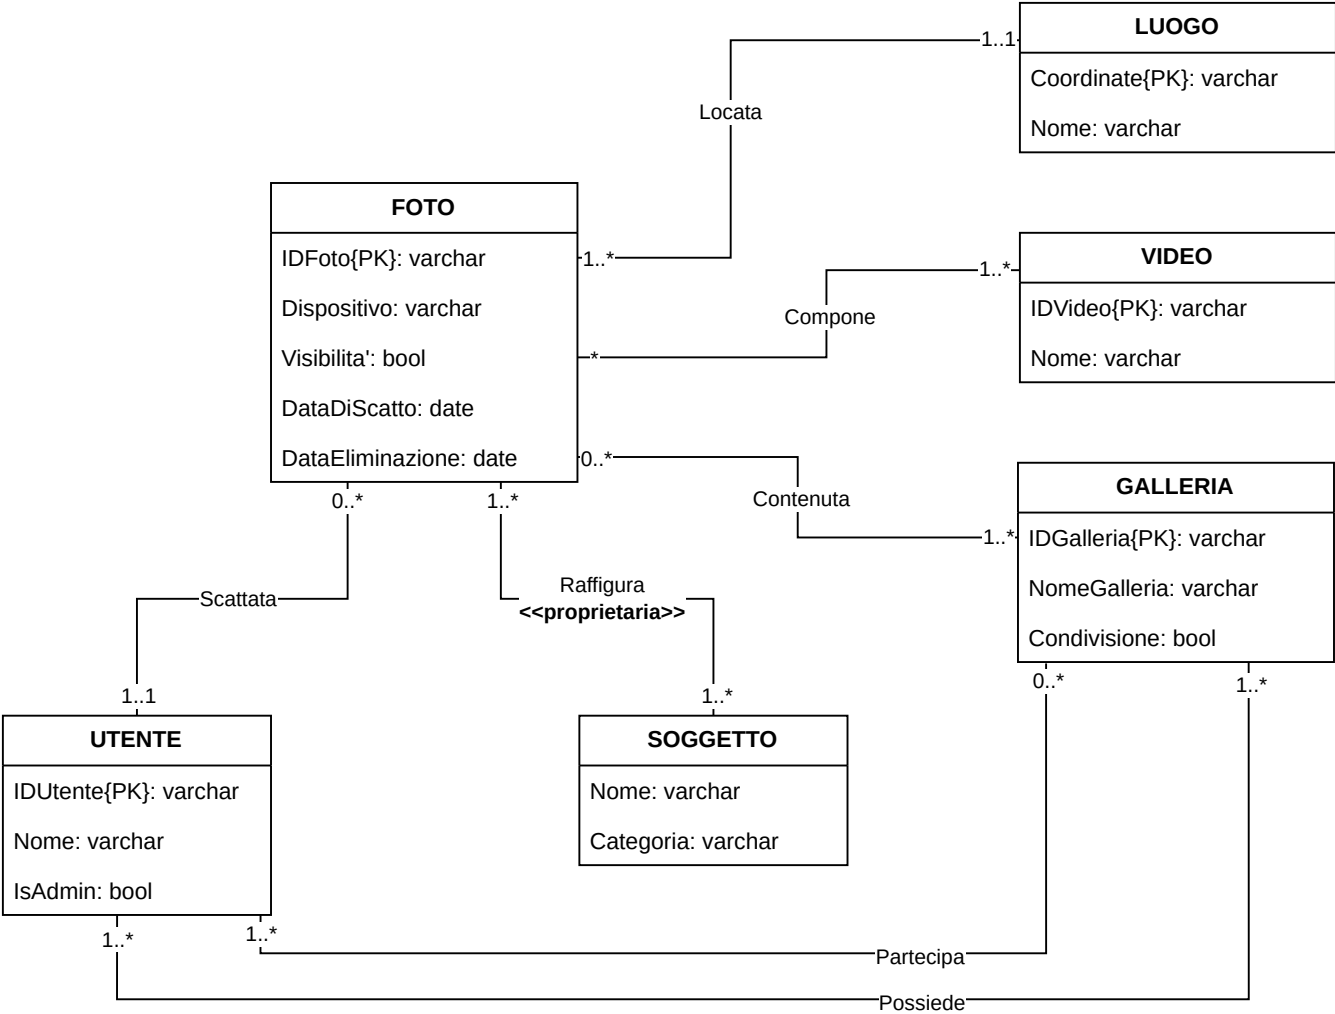 LUOGO
Coordinate{PK}: varchar
Nome: varchar
1..1
Locata
1..*
FOTO
IDFoto{PK}: varchar
Dispositivo: varchar
Visibilita': bool
DataDiScatto: date
DataEliminazione: date
VIDEO
IDVideo{PK}: varchar
Nome: varchar
1..*
Compone
*
0..*
Contenuta
1..*
GALLERIA
IDGalleria{PK}: varchar
NomeGalleria: varchar
Condivisione: bool
0..*
Scattata
1..1
1..*
Raffigura
<<proprietaria>>
1..*
UTENTE
IDUtente{PK}: varchar
Nome: varchar
IsAdmin: bool
SOGGETTO
Nome: varchar
Categoria: varchar
0..*
1..*
1..*
1..*
Partecipa
Possiede